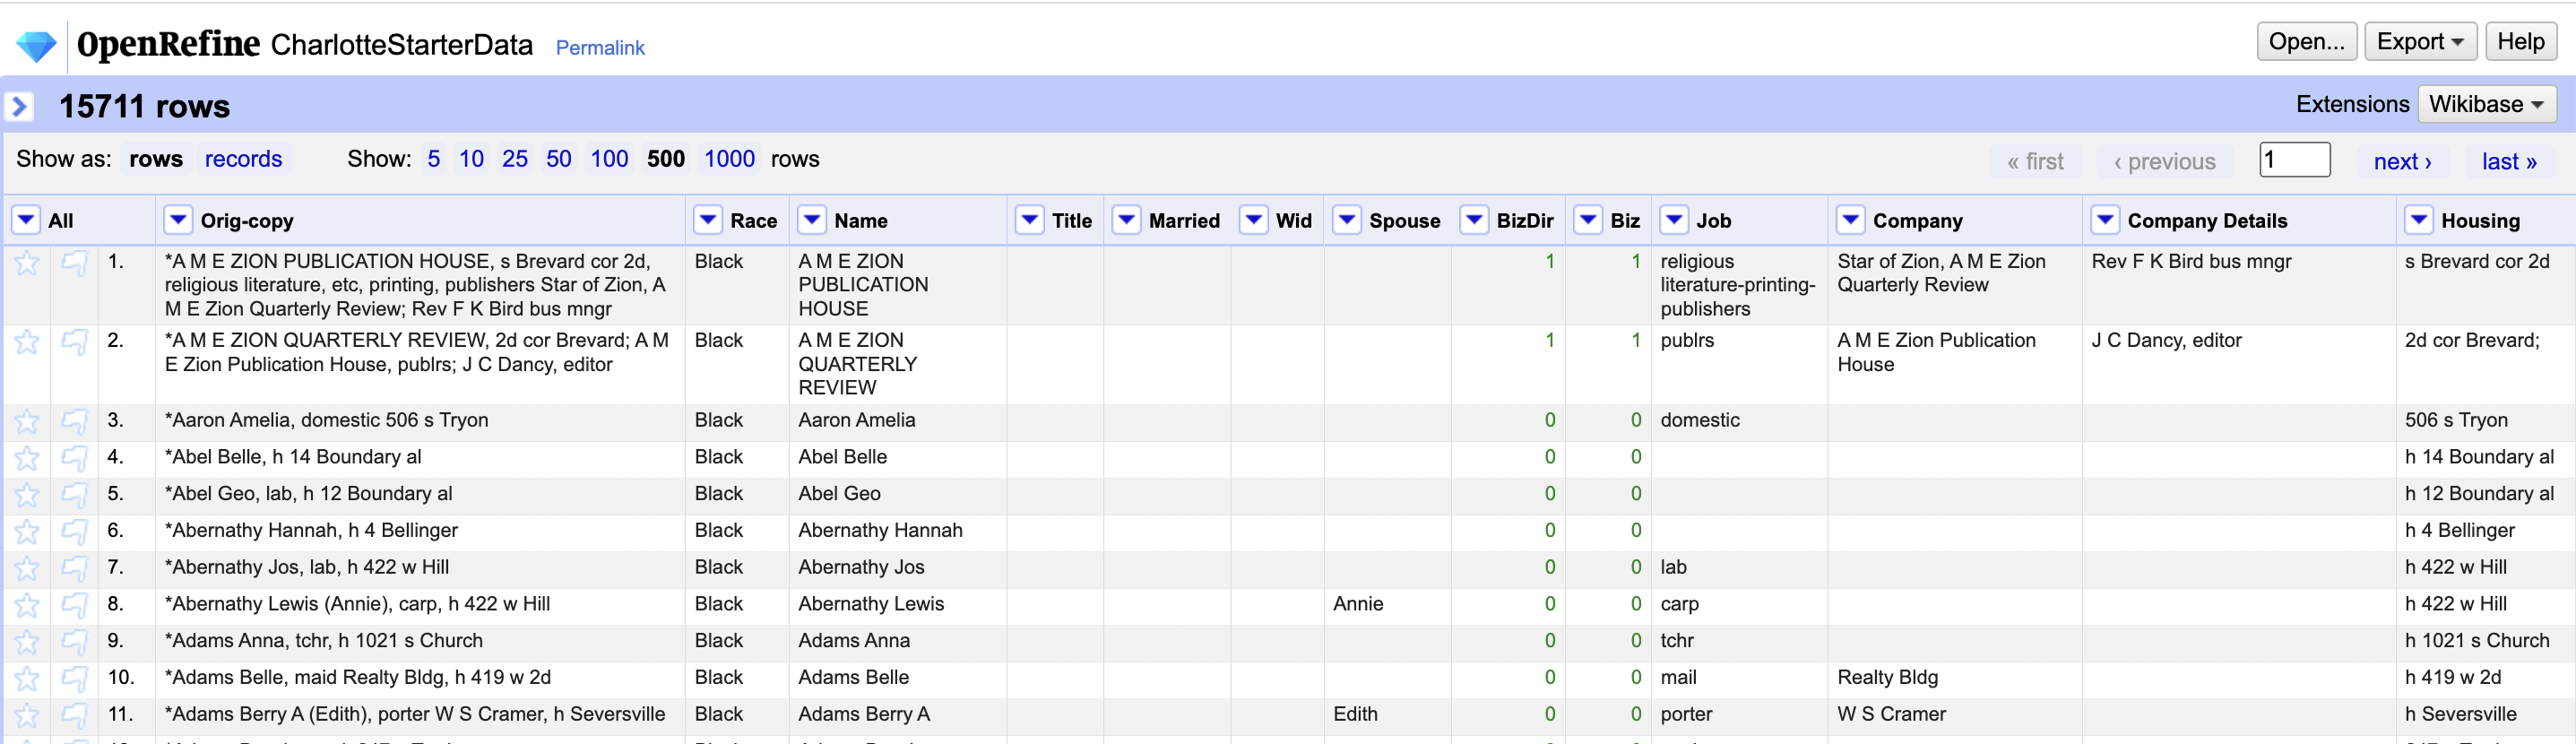 OpenRefine CharlotteStarterData Permalink Open... Export Help
15711 rows Extensions Wikibase
Show as: rows records Show: 5 10 25 50 100 500 1000 rows « first ‹ previous 1 next › last »
All Orig-copy Race Name Title Married Wid Spouse BizDir Biz Job Company Company Details Housing
1. *A M E ZION PUBLICATION HOUSE, s Brevard cor 2d, Black A M E ZION 1 1 religious Star of Zion, A M E Zion Rev F K Bird bus mngr s Brevard cor 2d
religious literature, etc, printing, publishers Star of Zion, A PUBLICATION literature-printing- Quarterly Review
M E Zion Quarterly Review; Rev F K Bird bus mngr HOUSE publishers
2. *A M E ZION QUARTERLY REVIEW, 2d cor Brevard; A M Black A M E ZION 1 1 publrs A M E Zion Publication J C Dancy, editor 2d cor Brevard;
E Zion Publication House, publrs; J C Dancy, editor QUARTERLY House
REVIEW
3. *Aaron Amelia, domestic 506 s Tryon Black Aaron Amelia 0 0 domestic 506 s Tryon
4. *Abel Belle, h 14 Boundary al Black Abel Belle 0 0 h 14 Boundary al
5. *Abel Geo, lab, h 12 Boundary al Black Abel Geo 0 0 h 12 Boundary al
6. *Abernathy Hannah, h 4 Bellinger Black Abernathy Hannah 0 0 h 4 Bellinger
7. *Abernathy Jos, lab, h 422 w Hill Black Abernathy Jos 0 0 lab h 422 w Hill
8. *Abernathy Lewis (Annie), carp, h 422 w Hill Black Abernathy Lewis Annie 0 0 carp h 422 w Hill
9. *Adams Anna, tchr, h 1021 s Church Black Adams Anna 0 0 tchr h 1021 s Church
10. *Adams Belle, maid Realty Bldg, h 419 w 2d Black Adams Belle 0 0 mail Realty Bldg h 419 w 2d
11. *Adams Berry A (Edith), porter W S Cramer, h Seversville Black Adams Berry A Edith 0 0 porter W S Cramer h Seversville